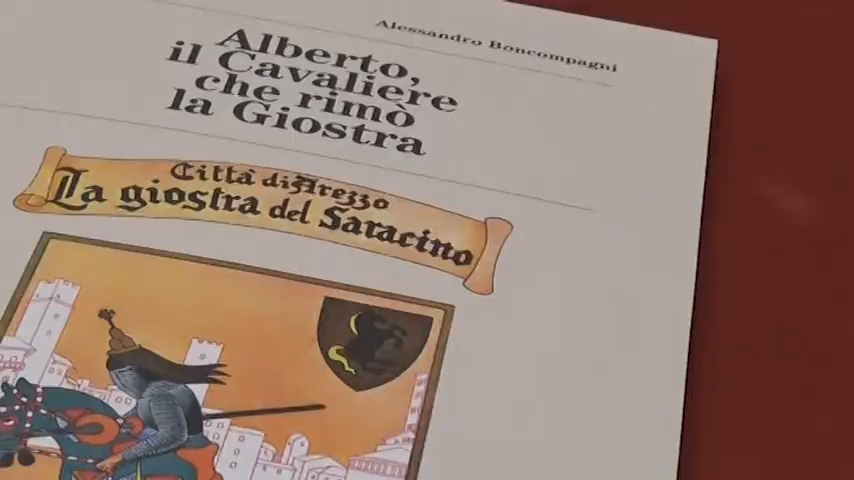 Alessandro Boncompagni
Alberto,
il Cavaliere
che rimò
la Giostra
Città di Arezzo
La giostra del Saracino